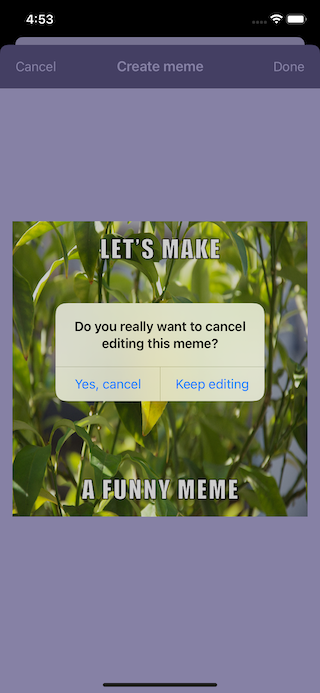 4:53
Cancel Create meme Done
LET'S MAKE
Do you really want to cancel
editing this meme?
Yes, cancel Keep editing
A FUNNY MEME